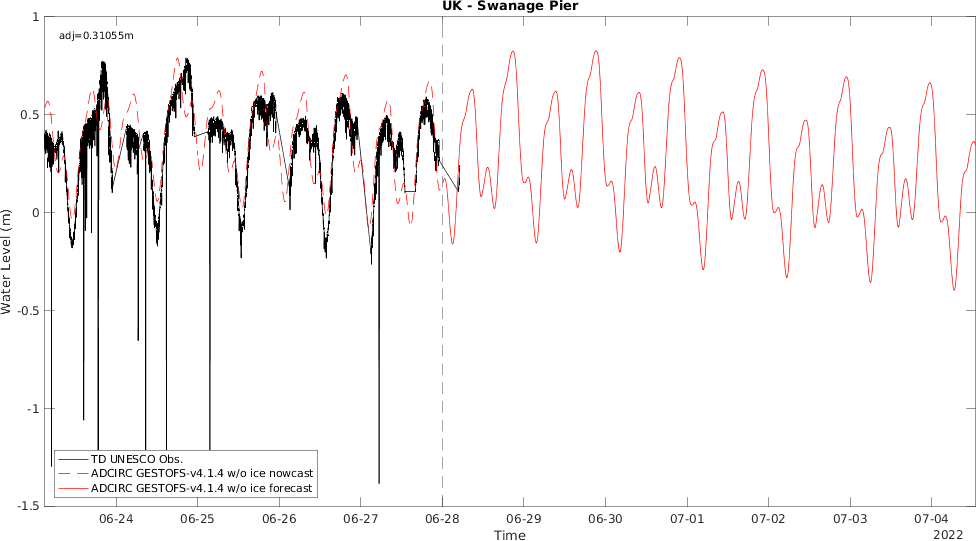 UK - Swanage Pier
adj=0.31055m
1
0.5
0
-0.5
-1
-1.5
Water Level (m)
TD UNESCO Obs.
ADCIRC GESTOFS-v4.1.4 w/o ice nowcast
ADCIRC GESTOFS-v4.1.4 w/o ice forecast
06-24 06-25 06-26 06-27 06-28 06-29 06-30 07-01 07-02 07-03 07-04
Time
2022